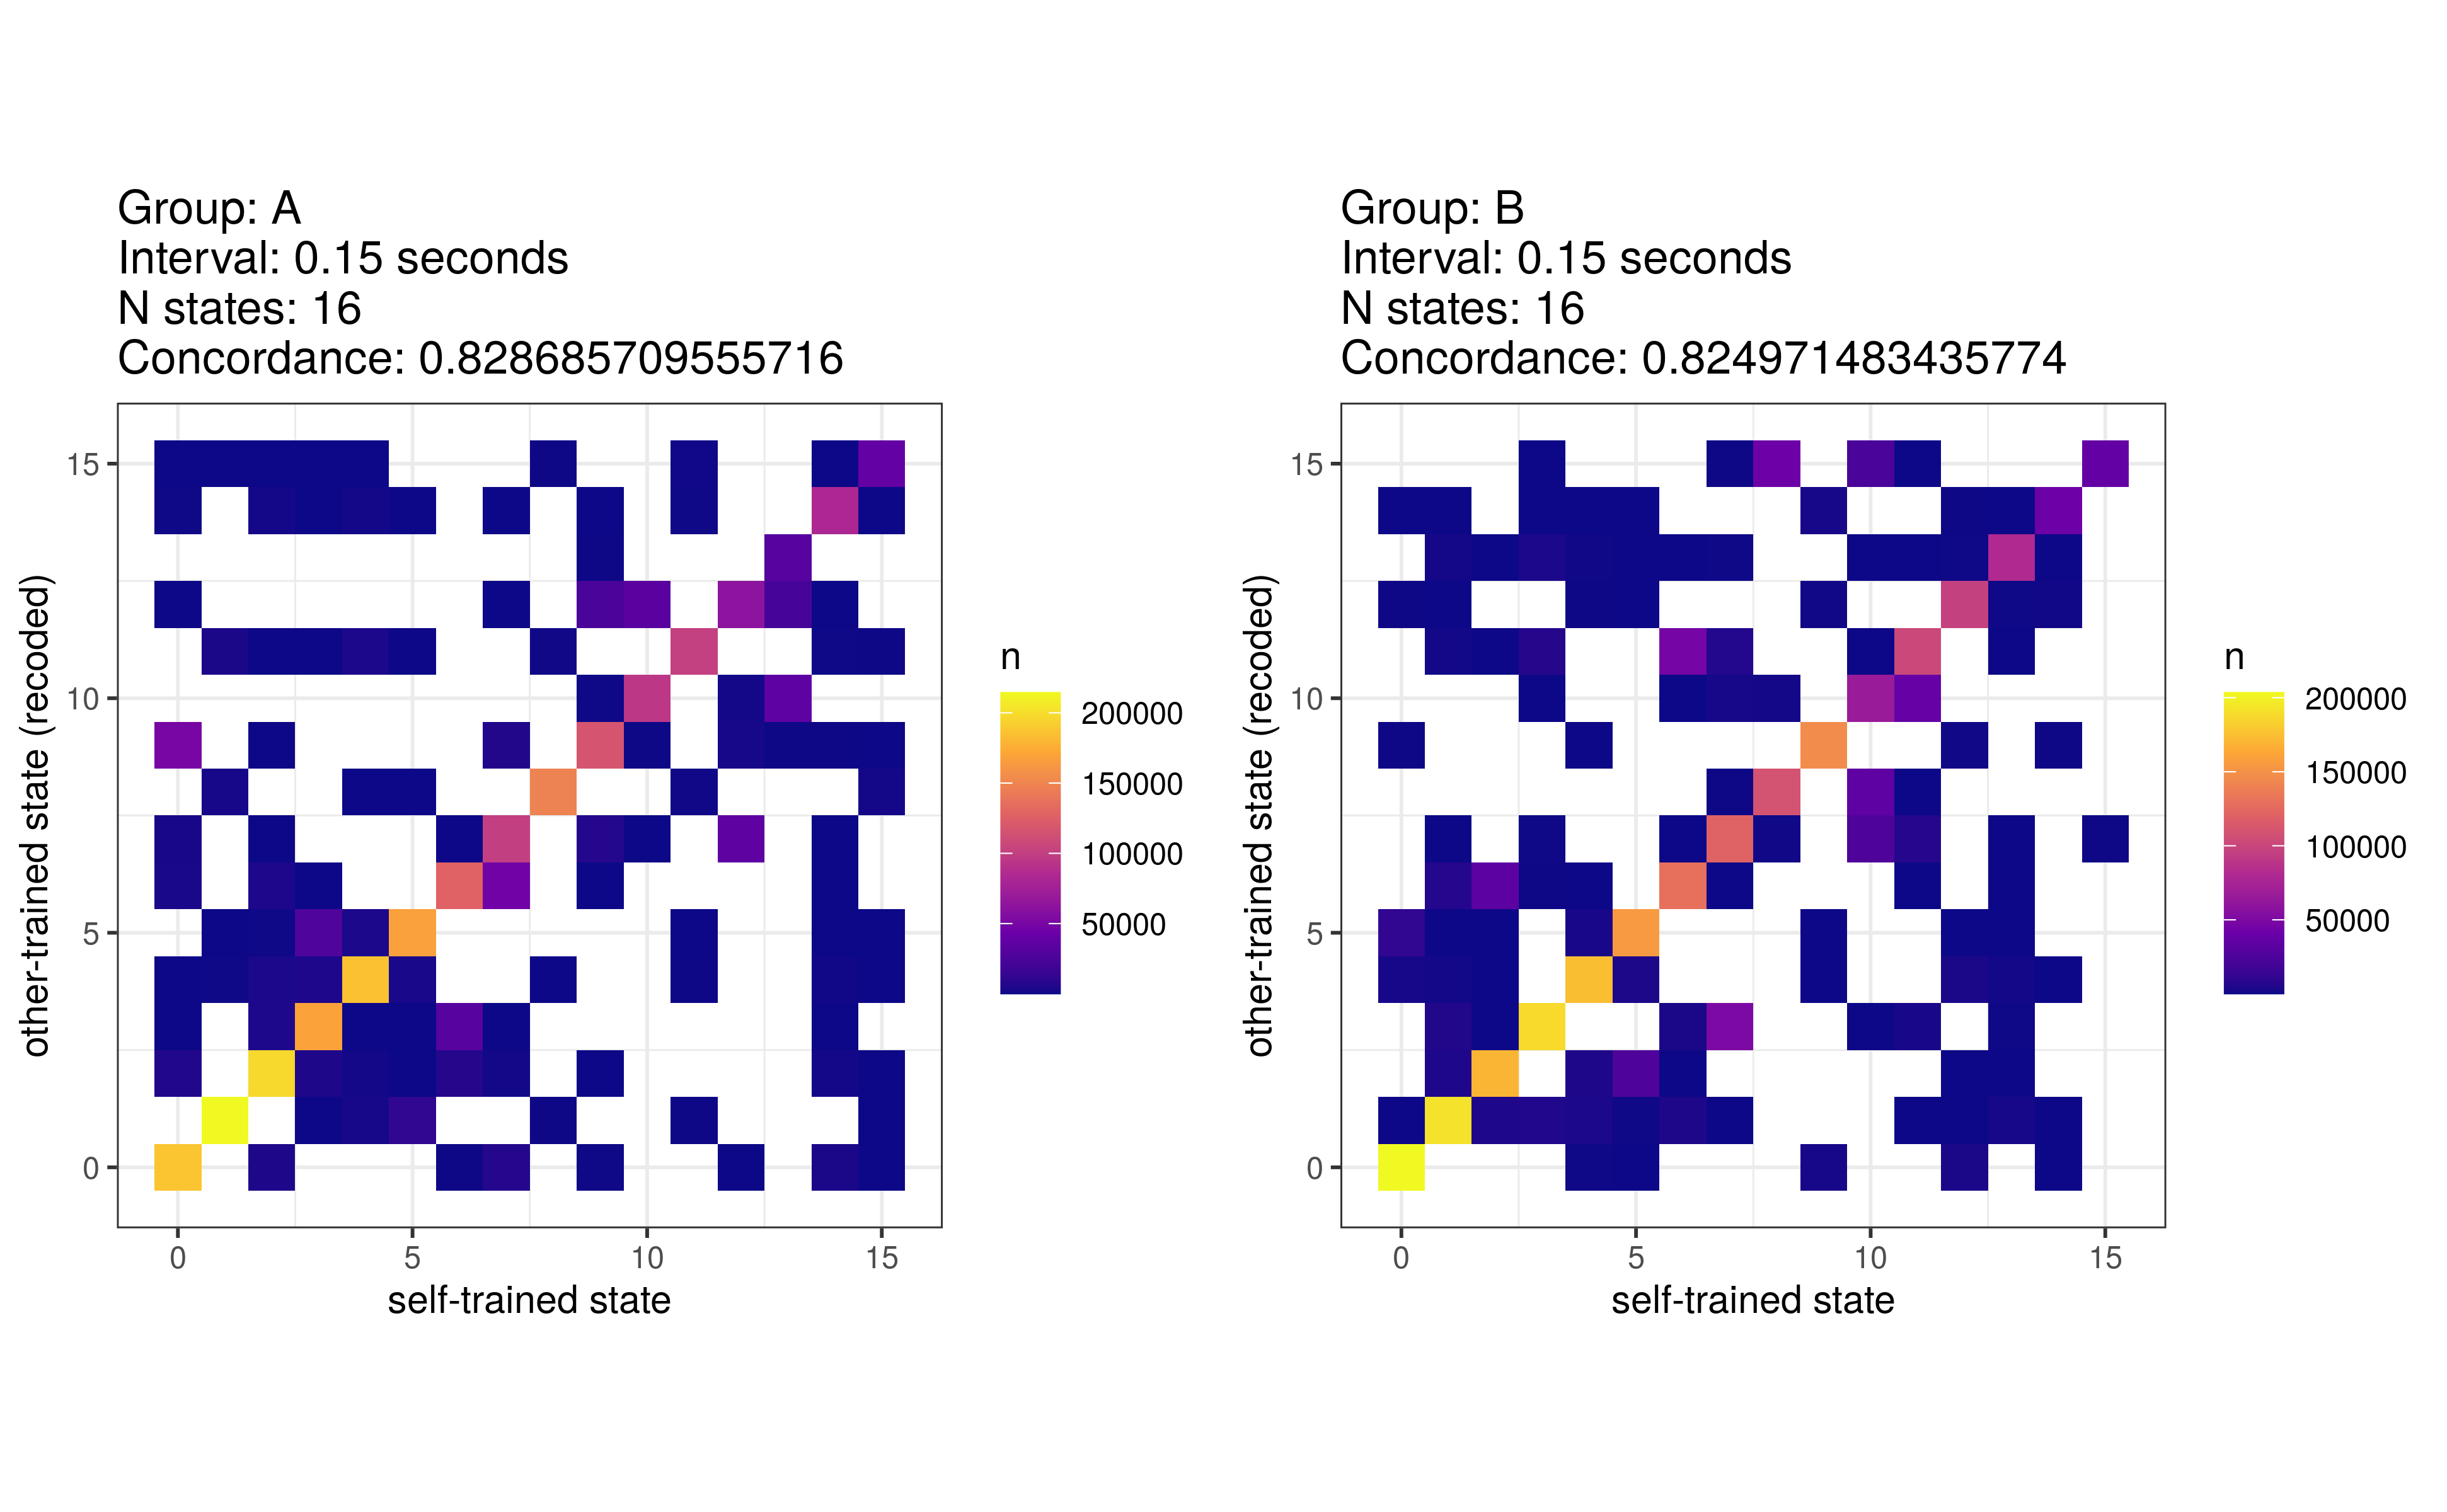 Group: A
Interval: 0.15 seconds
N states: 16
Concordance: 0.828685709555716
15
10
5
0
other-trained state (recoded)
0 5 10 15
self-trained state
n
200000
150000
100000
50000
Group: B
Interval: 0.15 seconds
N states: 16
Concordance: 0.824971483435774
15
10
5
0
other-trained state (recoded)
0 5 10 15
self-trained state
n
200000
150000
100000
50000